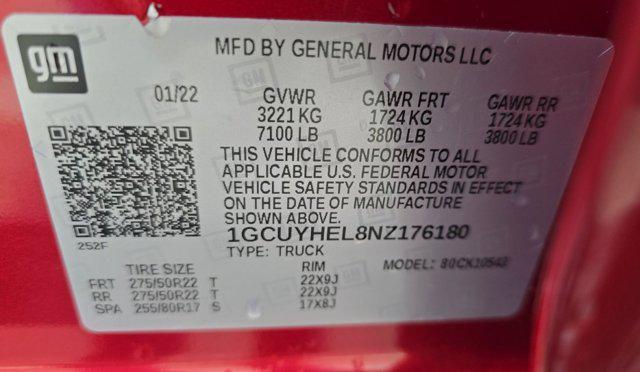 gm
MFD BY GENERAL MOTORS LLC
01/22 GVWR GAWR FRT GAWR RR
3221 KG 1724 KG 1724 KG
7100 LB 3800 LB 3800 LB
THIS VEHICLE CONFORMS TO ALL
APPLICABLE U.S. FEDERAL MOTOR
VEHICLE SAFETY STANDARDS IN EFFECT
ON THE DATE OF MANUFACTURE
SHOWN ABOVE.
252F
1GCUYHEL8NZ176180
TYPE: TRUCK MODEL:
TIRE SIZE RIM
FRT 275/50R22 T 22X9J
RR 275/50R22 T 22X9J
SPA 255/80R17 S 17X8J